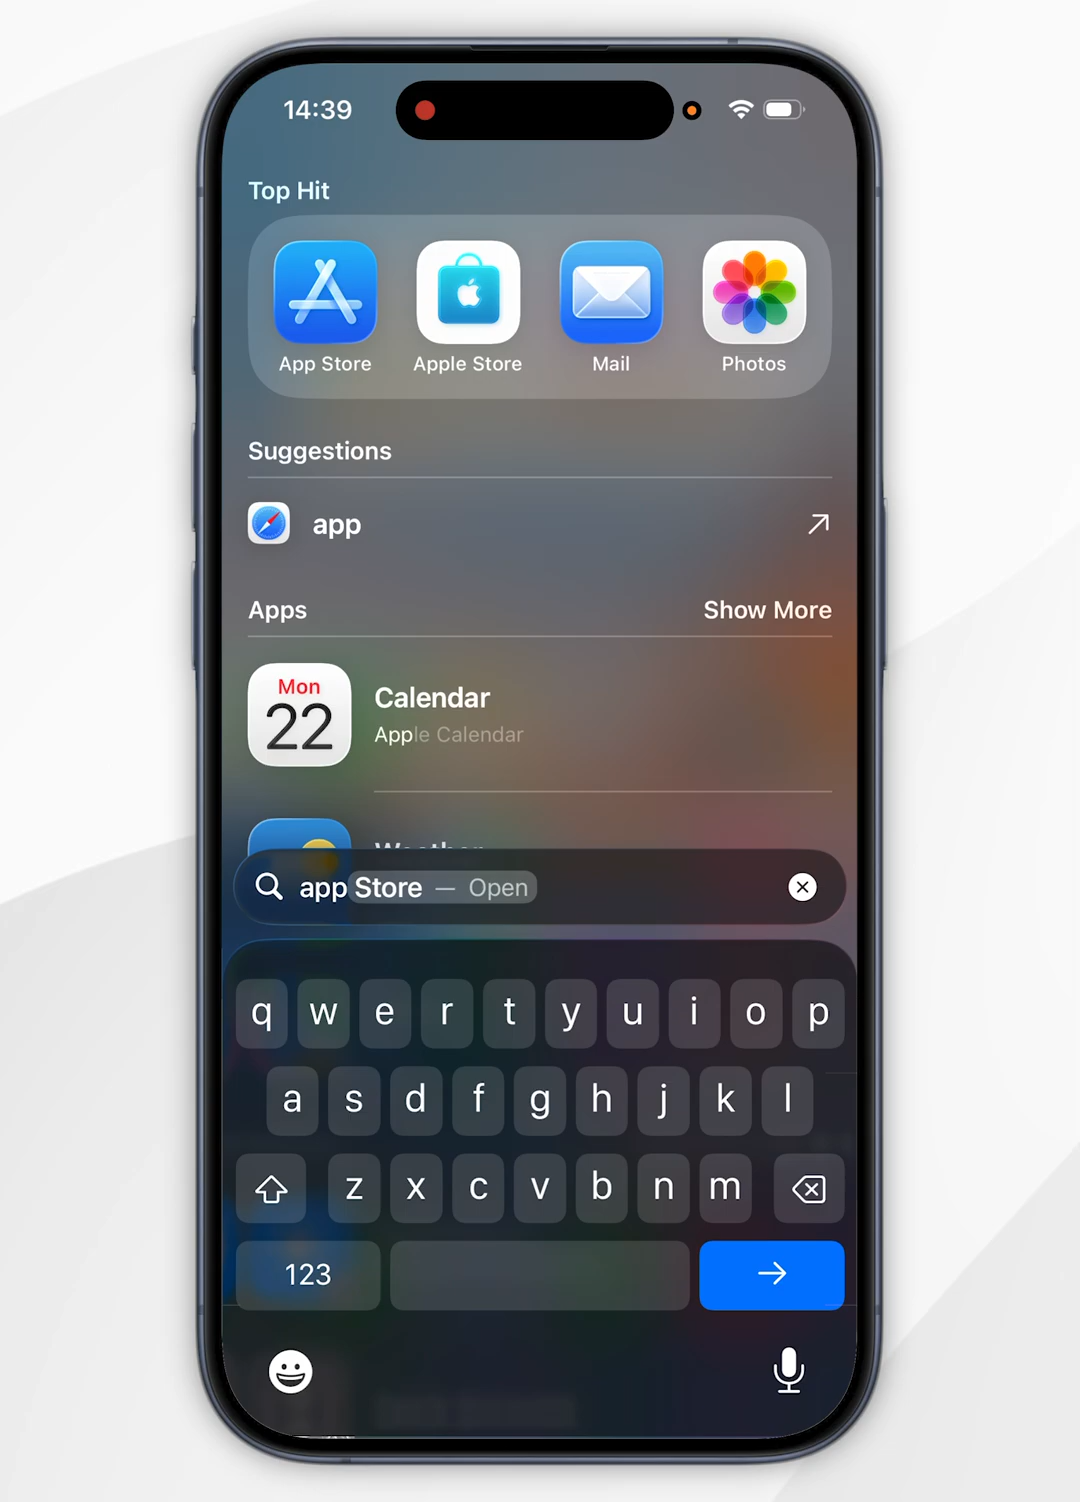 14:39
Top Hit
App Store
Apple Store
Mail
Photos
Suggestions
app
Apps
Show More
Mon
22
Calendar
Apple Calendar
Weather
app Store — Open
q w e r t y u i o p
a s d f g h j k l
z x c v b n m
123